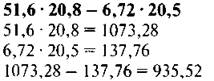 51,6 · 20,8 − 6,72 · 20,5
51,6 · 20,8 = 1073,28
6,72 · 20,5 = 137,76
1073,28 − 137,76 = 935,52